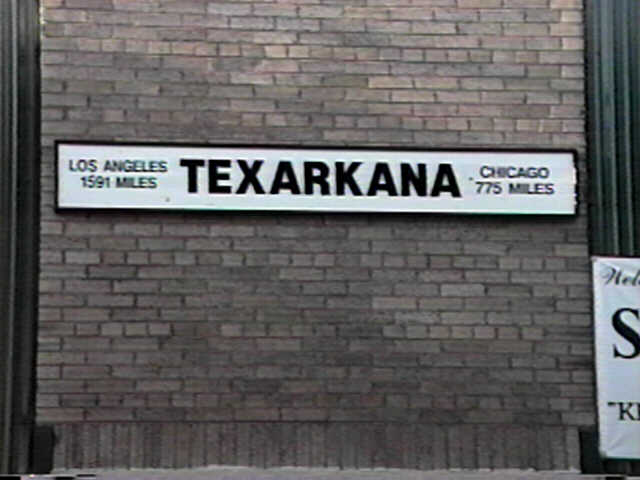 LOS ANGELES
1591 MILES
TEXARKANA
CHICAGO
775 MILES
S